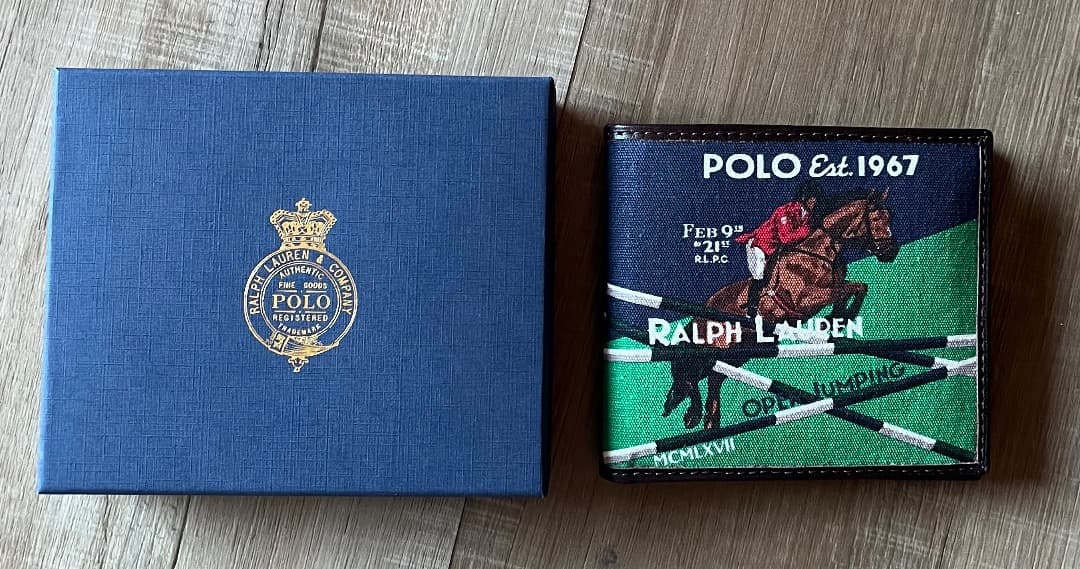 RALPH LAUREN & COMPANY
AUTHENTIC
FINE GOODS
POLO
REGISTERED
TRADEMARK
POLO Est. 1967
FEB 9TH
TO 21ST
R.L.P.C.
RALPH LAUREN
OPEN JUMPING
MCMLXVII